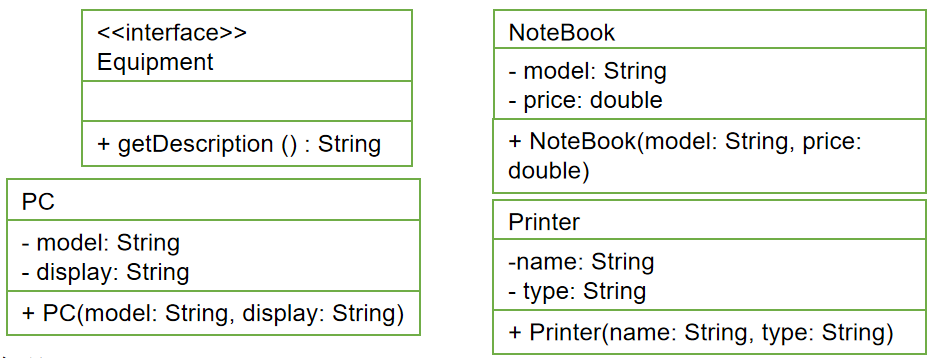 <<interface>>
Equipment
+ getDescription () : String
PC
- model: String
- display: String
+ PC(model: String, display: String)
NoteBook
- model: String
- price: double
+ NoteBook(model: String, price:
double)
Printer
-name: String
- type: String
+ Printer(name: String, type: String)